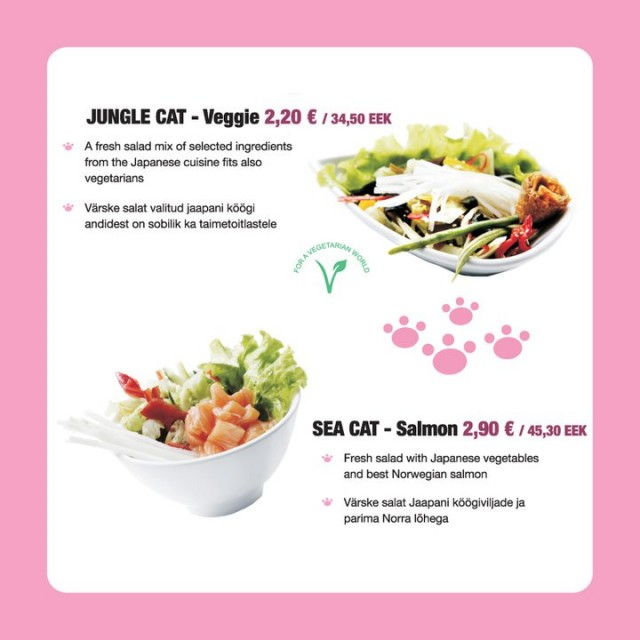 JUNGLE CAT - Veggie 2,20 € / 34,50 EEK
A fresh salad mix of selected ingredients
from the Japanese cuisine fits also
vegetarians
Värske salat valitud jaapani köögi
andidest on sobilik ka taimetoitlastele
FOR A VEGETARIAN WORLD
SEA CAT - Salmon 2,90 € / 45,30 EEK
Fresh salad with Japanese vegetables
and best Norwegian salmon
Värske salat Jaapani köögiviljade ja
parima Norra lõhega